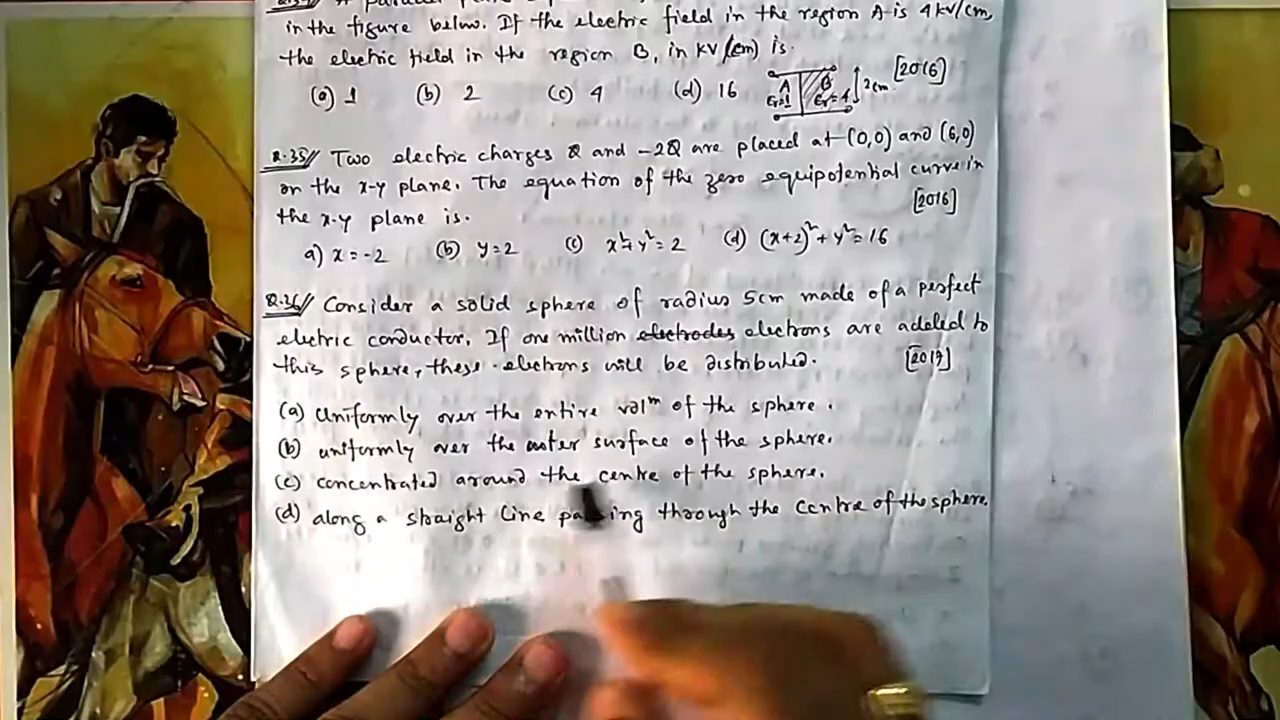 in the figure below. If the electric field in the region A is 4 kV/cm,
the electric field in the region B, in KV/cm) is.
(a) 1 (b) 2 (c) 4 (d) 16 [2016]
A B
Er=1 Er=4 2cm
Q.35// Two electric charges Q and -2Q are placed at (0,0) and (6,0)
on the x-y plane. The equation of the zero equipotential curve in
the x-y plane is. [2016]
a) x = -2 (b) y=2 (c) x²+y²=2 (d) (x+2)²+y²=16
Q.36// Consider a solid sphere of radius 5cm made of a perfect
electric conductor. If one million electrodes electrons are added to
this sphere, these electrons will be distributed.
(a) Uniformly over the entire volm of the sphere.
(b) uniformly over the outer surface of the sphere.
(c) concentrated around the centre of the sphere.
(d) along a straight line passing through the centre of the sphere.